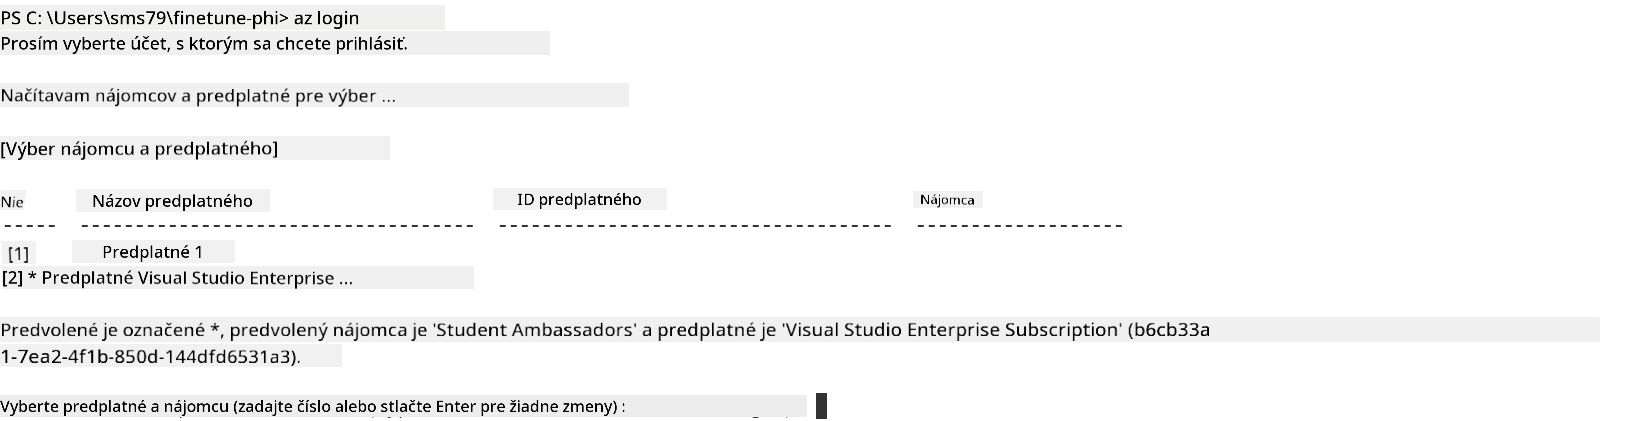 PS C: \Users\sms79\finetune-phi> az login
Prosím vyberte účet, s ktorým sa chcete prihlásiť.
Načítavam nájomcov a predplatné pre výber ...
[Výber nájomcu a predplatného]
Nie Názov predplatného ID predplatného Nájomca
----- ------------------------------------ ------------------------------------ -------------------
[1] Predplatné 1
[2] * Predplatné Visual Studio Enterprise ...
Predvolené je označené *, predvolený nájomca je 'Student Ambassadors' a predplatné je 'Visual Studio Enterprise Subscription' (b6cb33a
1-7ea2-4f1b-850d-144dfd6531a3).
Vyberte predplatné a nájomcu (zadajte číslo alebo stlačte Enter pre žiadne zmeny) :